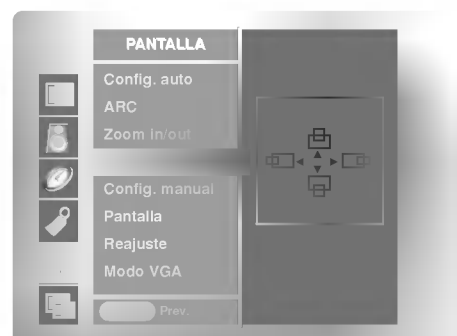 PANTALLA
Config. auto
ARC
Zoom in/out
Config. manual
Pantalla
Reajuste
Modo VGA
Prev.